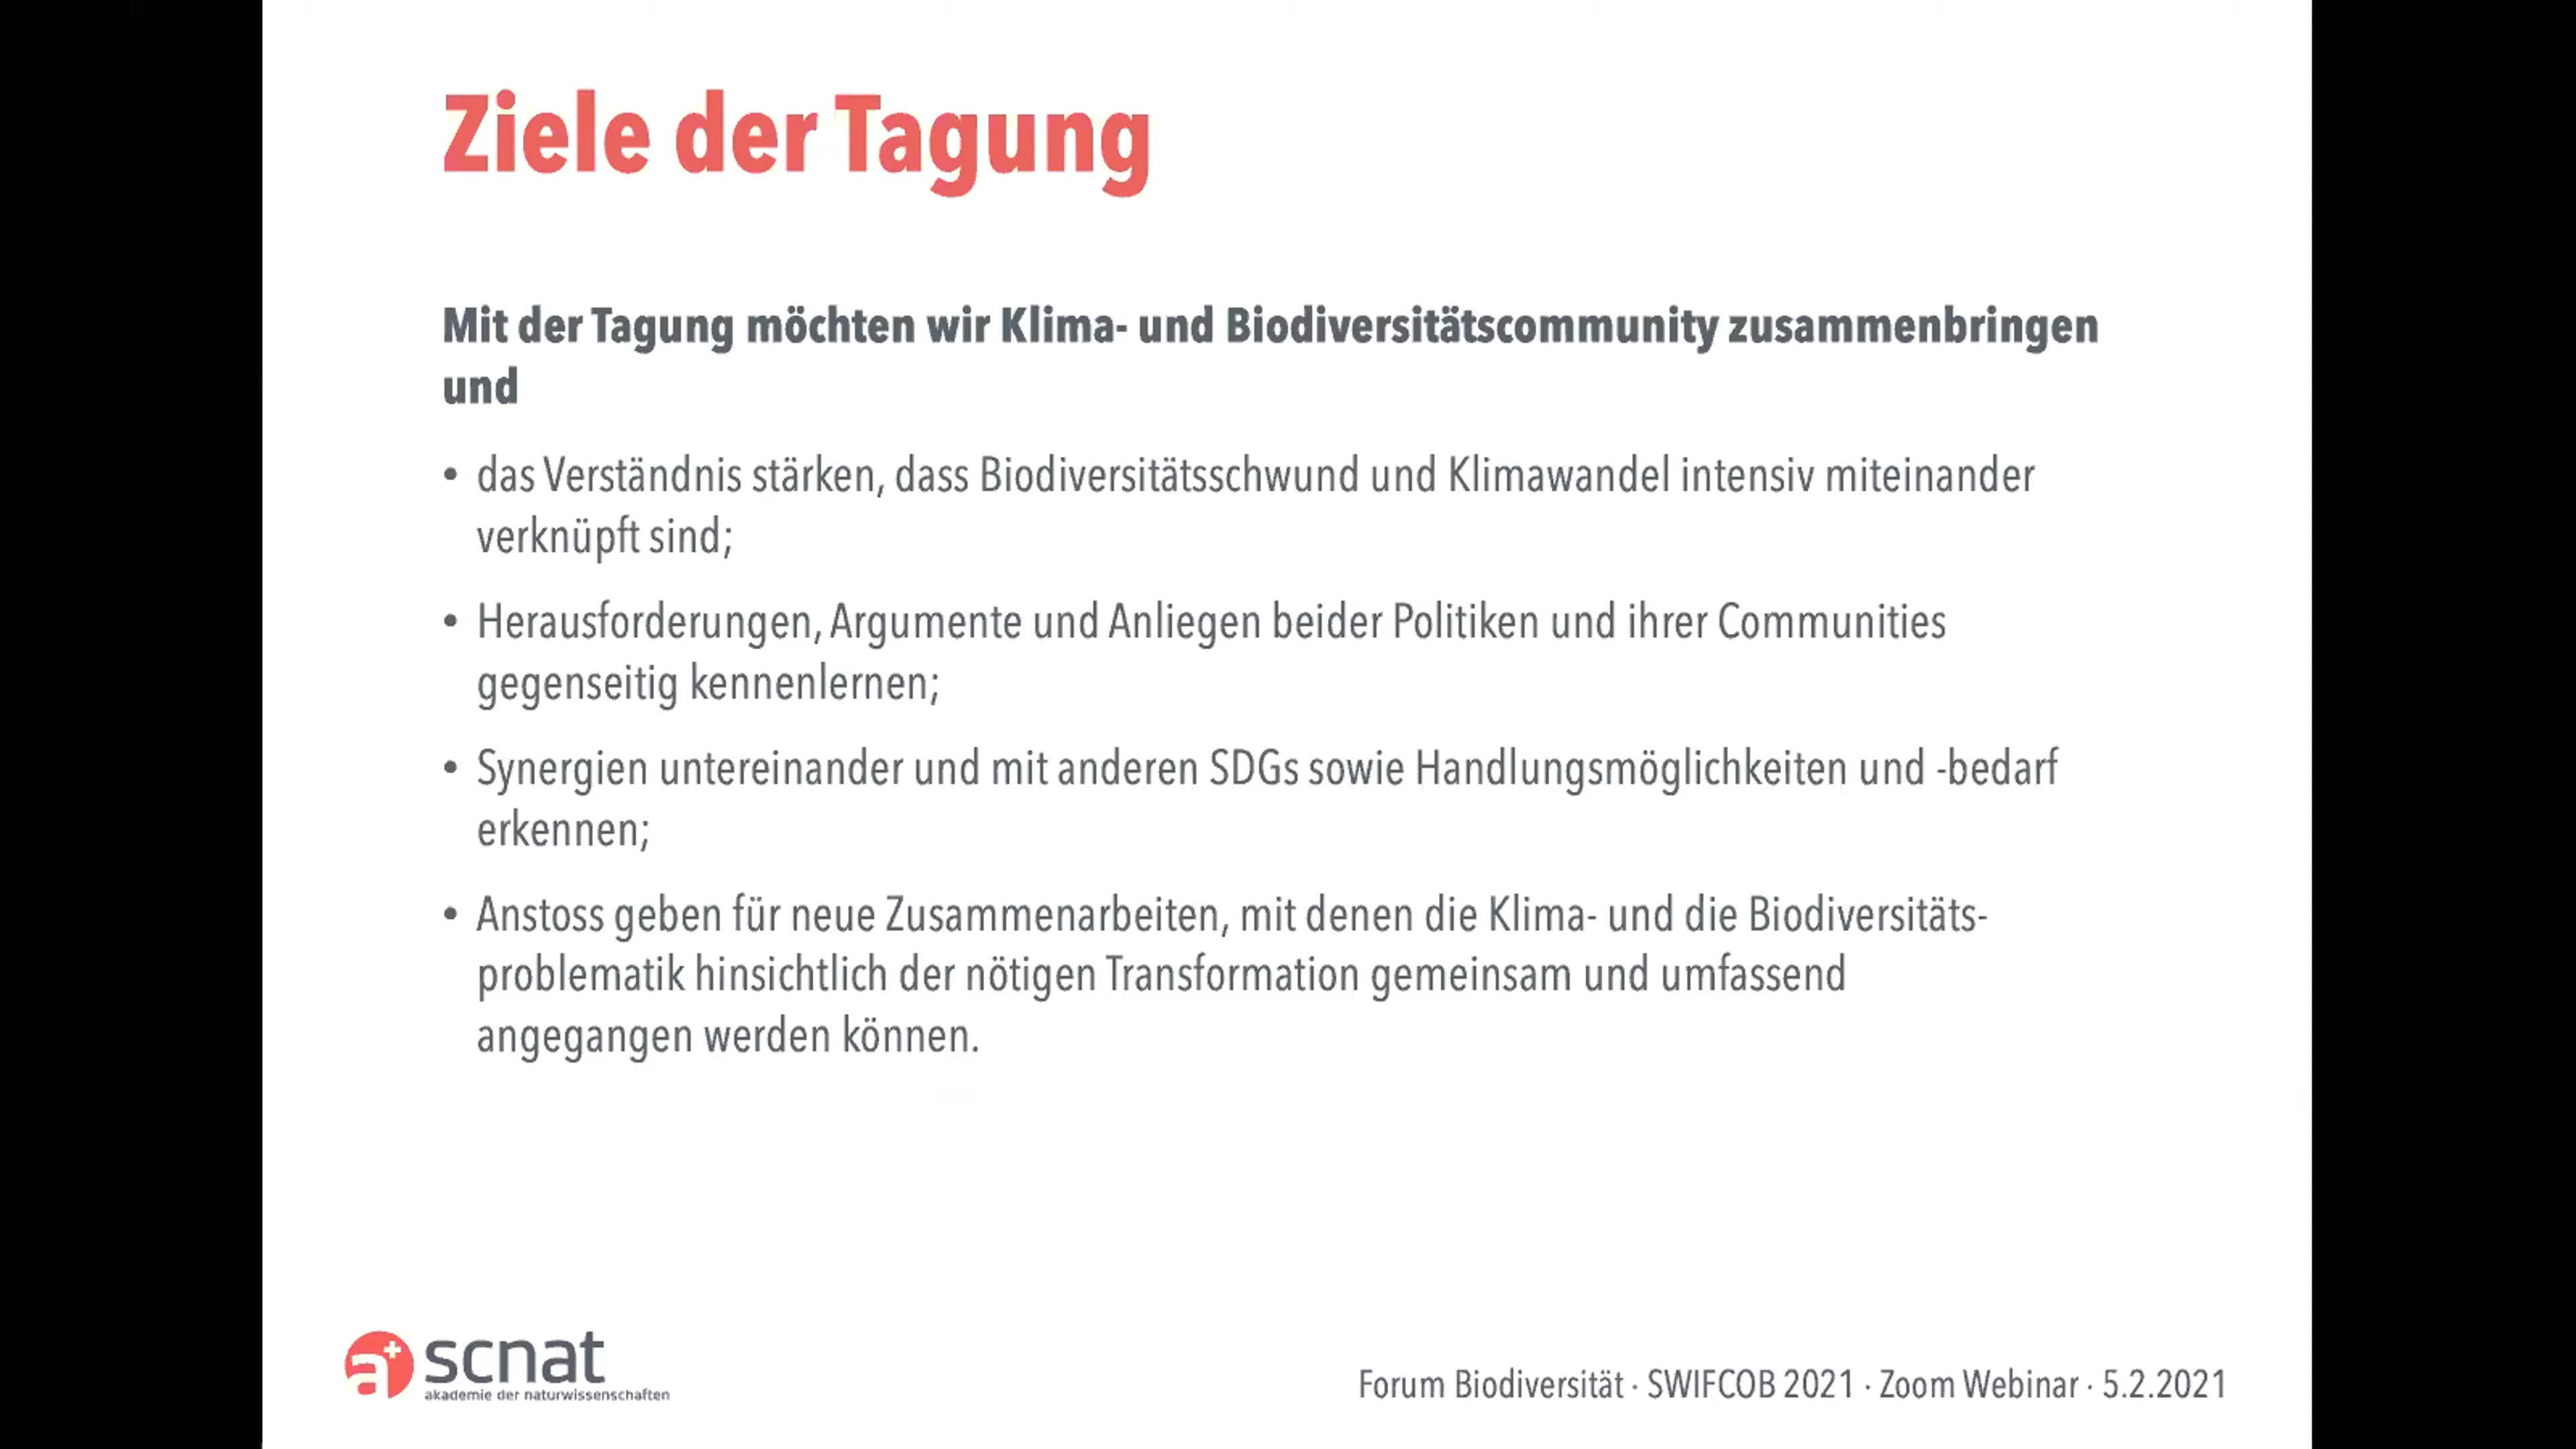 Ziele der Tagung
Mit der Tagung möchten wir Klima- und Biodiversitätscommunity zusammenbringen
und
• das Verständnis stärken, dass Biodiversitätsschwund und Klimawandel intensiv miteinander
verknüpft sind;
• Herausforderungen, Argumente und Anliegen beider Politiken und ihrer Communities
gegenseitig kennenlernen;
• Synergien untereinander und mit anderen SDGs sowie Handlungsmöglichkeiten und -bedarf
erkennen;
• Anstoss geben für neue Zusammenarbeiten, mit denen die Klima- und die Biodiversitäts-
problematik hinsichtlich der nötigen Transformation gemeinsam und umfassend
angegangen werden können.
a+ scnat
akademie der naturwissenschaften
Forum Biodiversität · SWIFCOB 2021 · Zoom Webinar · 5.2.2021